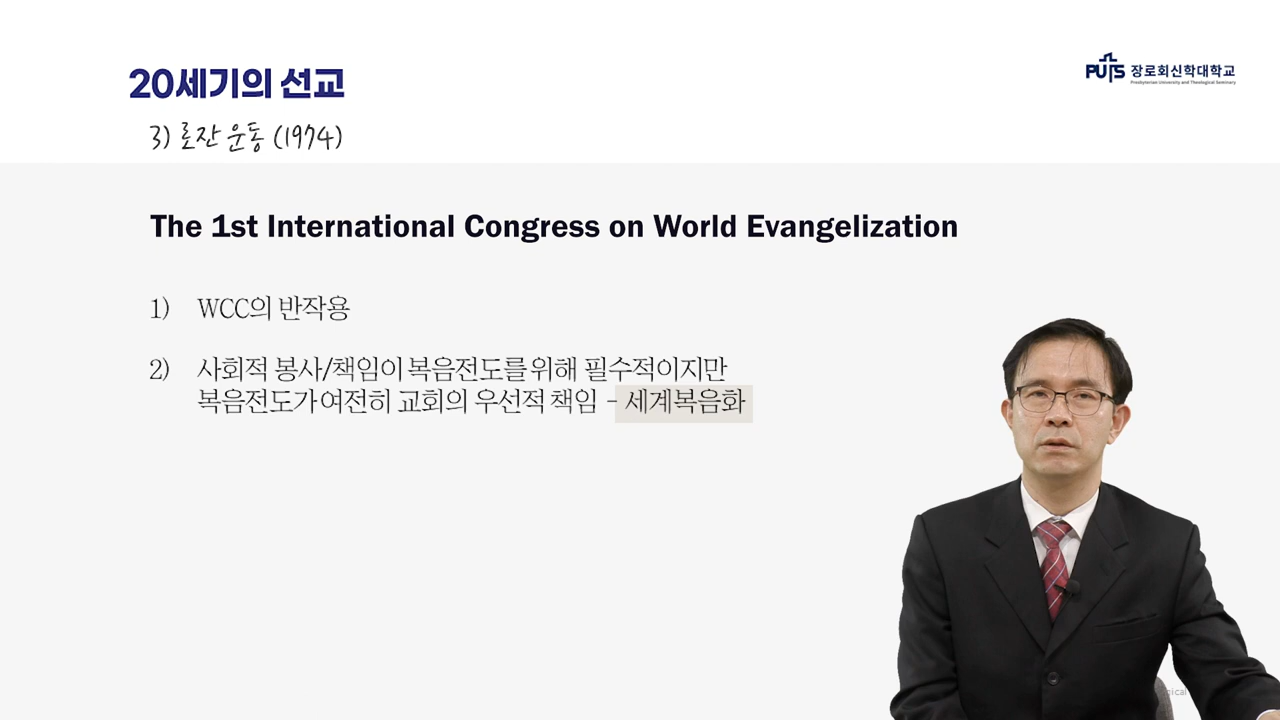 20세기의 선교
PUTS 장로회신학대학교
Presbyterian University and Theological Seminary
3) 로잔 운동 (1974)
The 1st International Congress on World Evangelization
1) WCC의 반작용
2) 사회적 봉사/책임이 복음전도를 위해 필수적이지만
복음전도가 여전히 교회의 우선적 책임 - 세계복음화